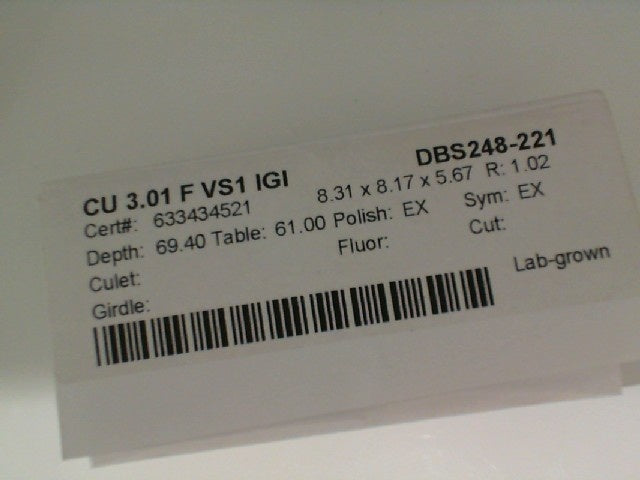 CU 3.01 F VS1 IGI DBS248-221
Cert#: 633434521 8.31 x 8.17 x 5.67 R: 1.02
Depth: 69.40 Table: 61.00 Polish: EX Sym: EX
Culet: Fluor: Cut:
Girdle: Lab-grown